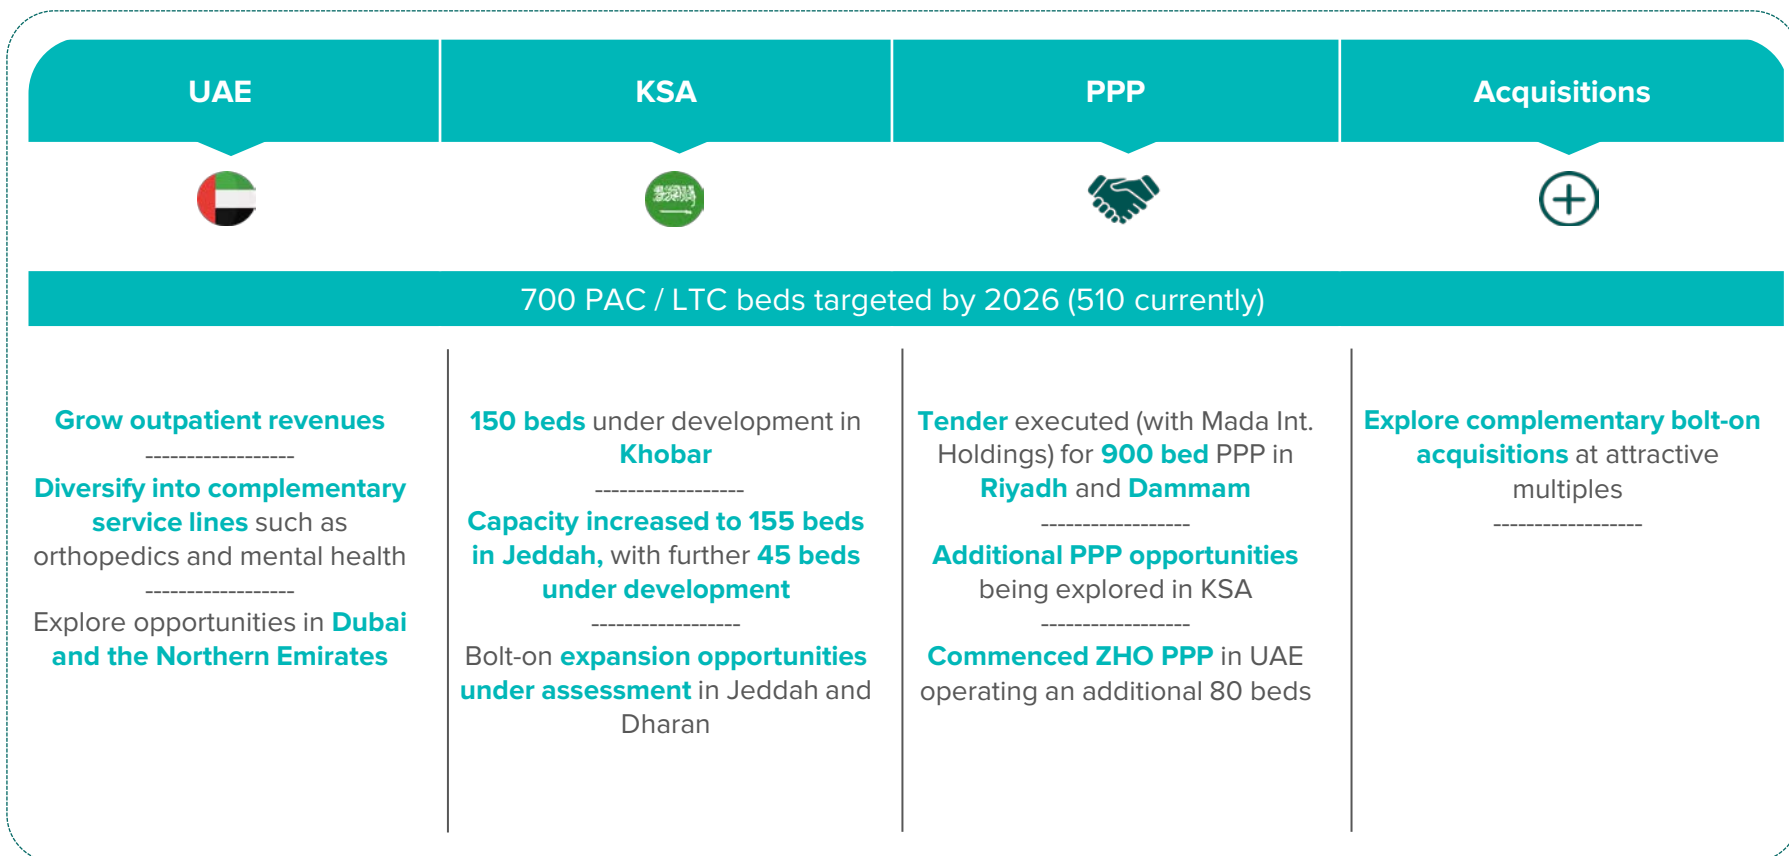 UAE
KSA
PPP
Acquisitions
700 PAC / LTC beds targeted by 2026 (510 currently)
Grow outpatient revenues
------------------
Diversify into complementary
service lines such as
orthopedics and mental health
------------------
Explore opportunities in Dubai
and the Northern Emirates
150 beds under development in
Khobar
------------------
Capacity increased to 155 beds
in Jeddah, with further 45 beds
under development
------------------
Bolt-on expansion opportunities
under assessment in Jeddah and
Dharan
Tender executed (with Mada Int.
Holdings) for 900 bed PPP in
Riyadh and Dammam
------------------
Additional PPP opportunities
being explored in KSA
------------------
Commenced ZHO PPP in UAE
operating an additional 80 beds
Explore complementary bolt-on
acquisitions at attractive
multiples
------------------